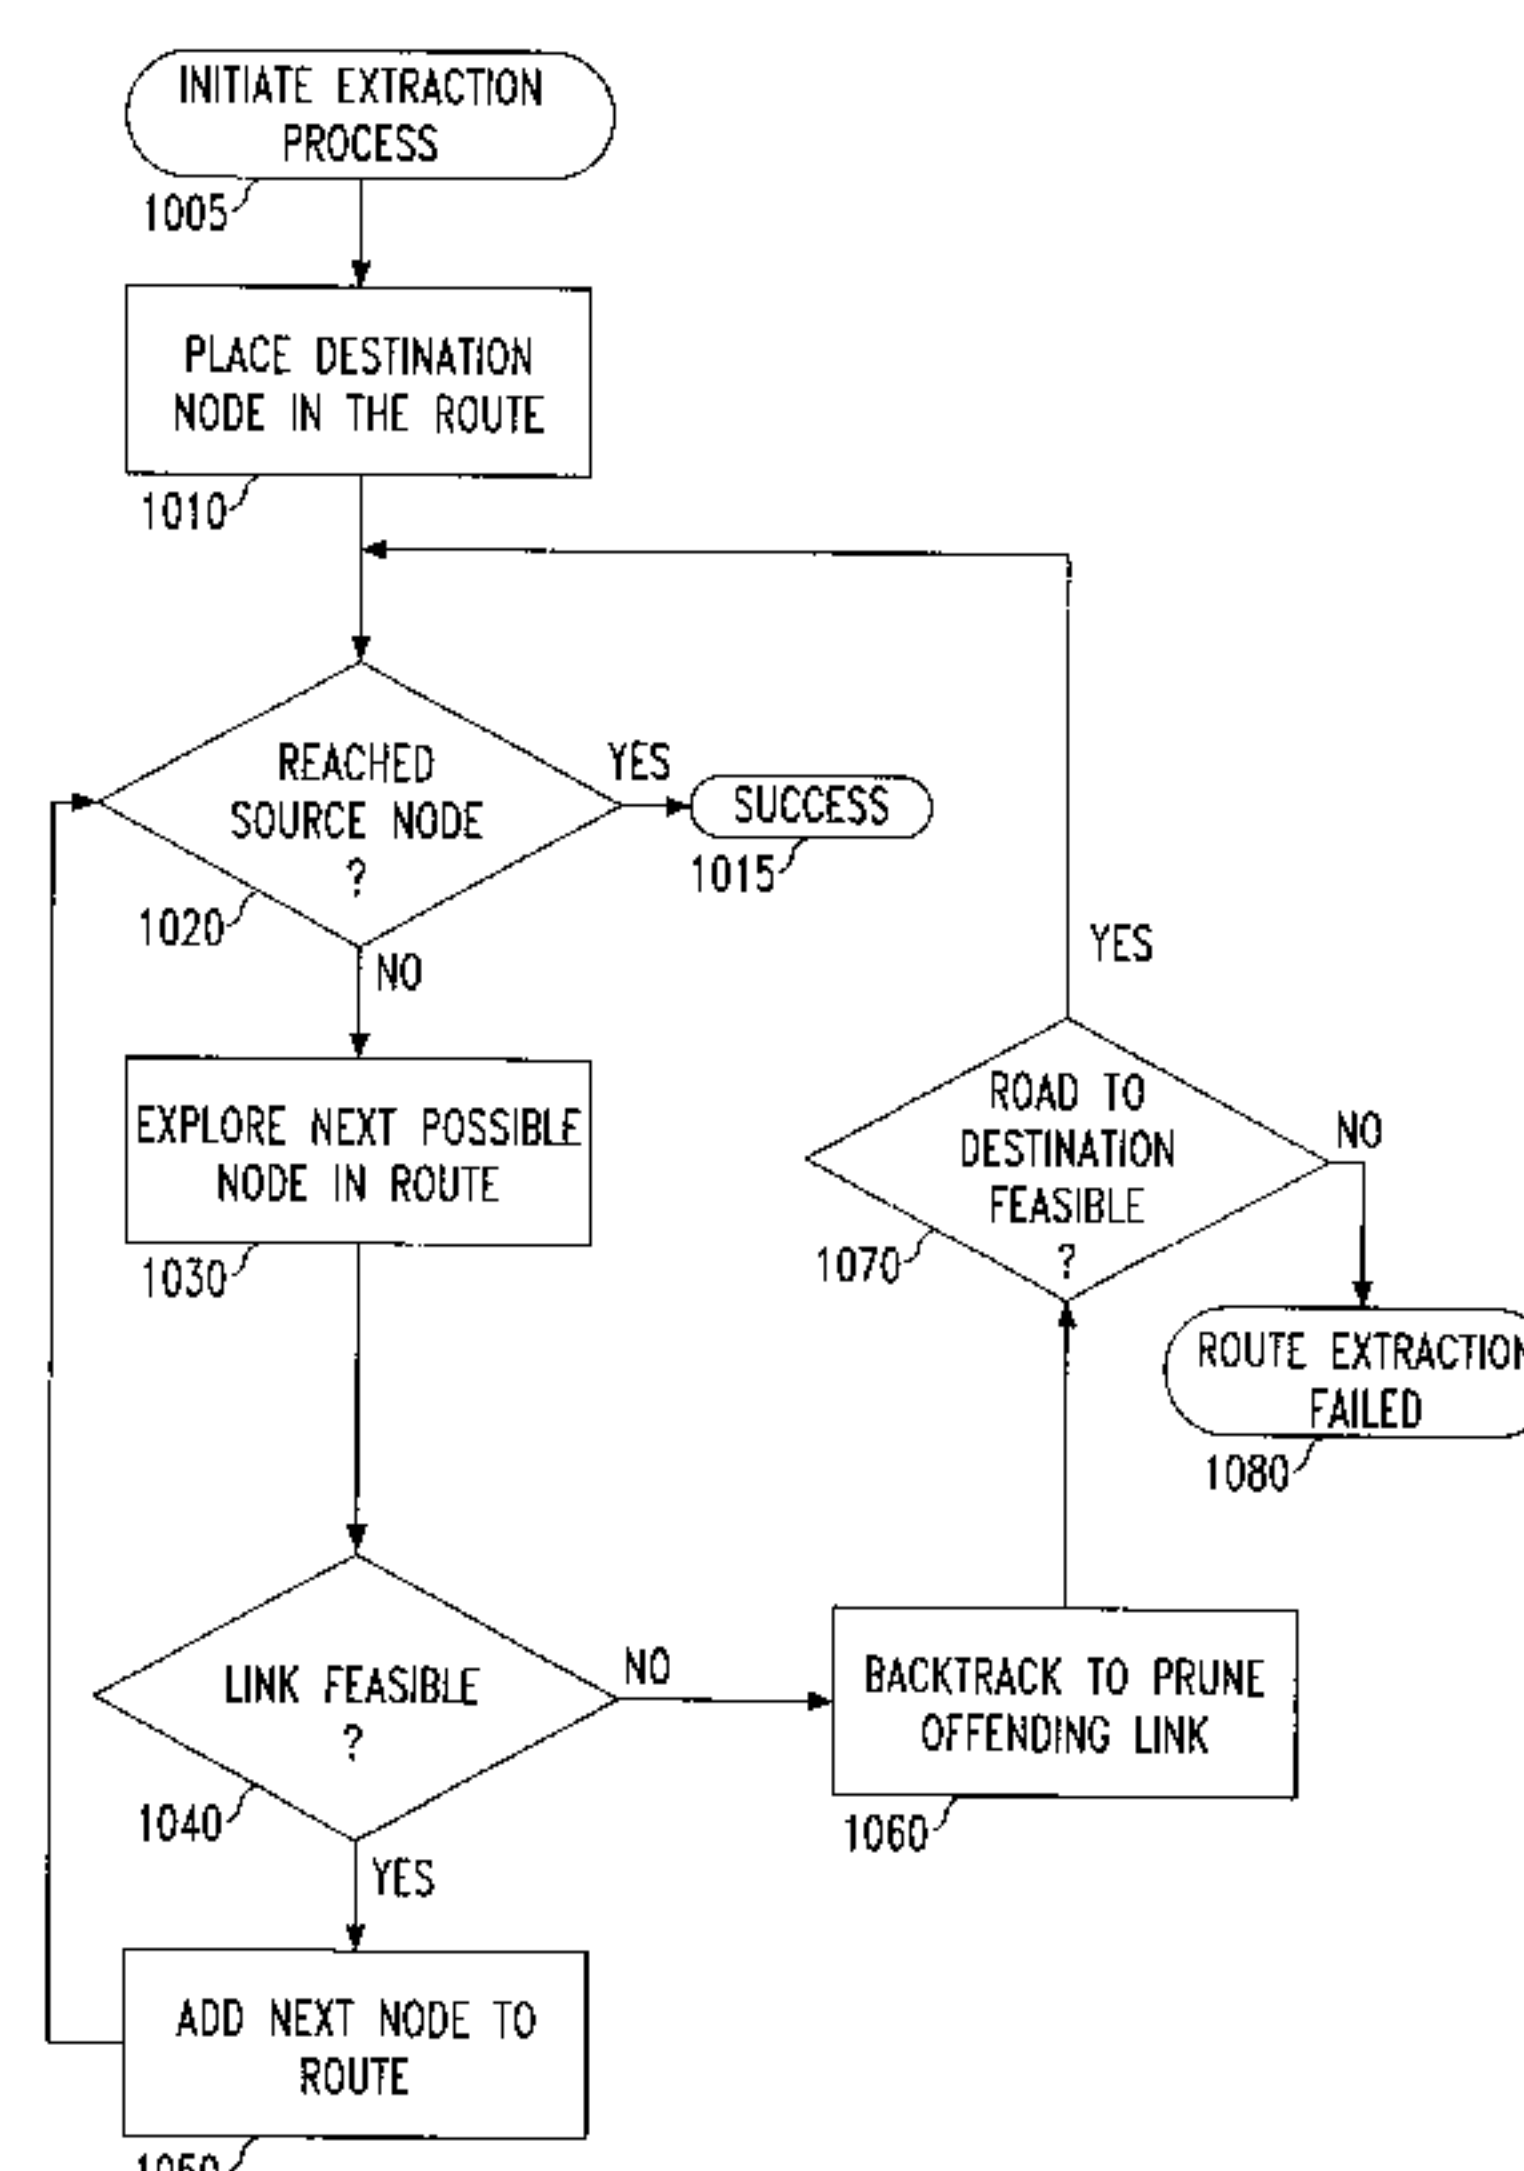 INITIATE EXTRACTION
PROCESS
1005
PLACE DESTINATION
NODE IN THE ROUTE
1010
REACHED
SOURCE NODE
?
1020
YES
SUCCESS
1015
NO
EXPLORE NEXT POSSIBLE
NODE IN ROUTE
1030
LINK FEASIBLE
?
1040
NO
YES
ADD NEXT NODE TO
ROUTE
1050
BACKTRACK TO PRUNE
OFFENDING LINK
1060
ROAD TO
DESTINATION
FEASIBLE
?
1070
YES
NO
ROUTE EXTRACTION
FAILED
1080